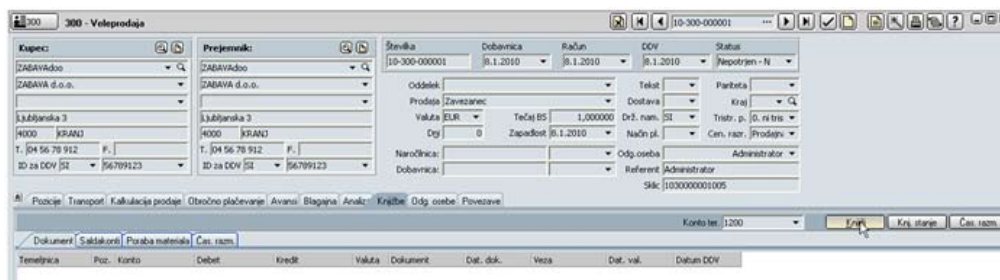 300 300 - Veleprodaja 10-300-000001 ...
Kupec: Prejemnik: Številka Dobavnica Račun DDV Status
ZABAVAdoo ZABAVAdoo 10-300-000001 8.1.2010 8.1.2010 8.1.2010 Nepotrjen - N
ZABAVA d.o.o. ZABAVA d.o.o. Oddelek Tekst Pariteta
Prodaja Zavezanec Dostava Kraj
Ljubljanska 3 Ljubljanska 3 Valuta EUR Tečaj BS 1,000000 Drž. nam. SI Tristr. p. 0. ni tris
4000 KRANJ 4000 KRANJ Dni 0 Zapadlost 8.1.2010 Način pl. Cen. razr. Prodajni
T. 04 56 78 912 F. T. 04 56 78 912 F. Naročilnica: Odg.oseba Administrator
ID za DDV SI 56789123 ID za DDV SI 56789123 Dobavnica: Referent Administrator
Sklic 1030000001005
Pozicije Transport Kalkulacija prodaje Obročno plačevanje Avansi Blagajna Analiz Knjižbe Odg. osebe Povezave
Konto ter. 1200 Knjiži Knj. stanje Čas. razm.
Dokument Saldakonti Poraba materiala Čas. razm.
Temeljnica Poz. Konto Debet Kredit Valuta Dokument Dat. dok. Veza Dat. val. Datum DDV